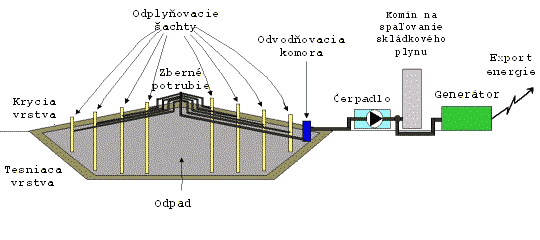 Odplyňovacie
šachty
Odvodňovacia
komora
Komín na
spaľovanie
skládkového
plynu
Export
energie
Zberné
potrubie
Krycia
vrstva
Čerpadlo
Generátor
Tesniaca
vrstva
Odpad